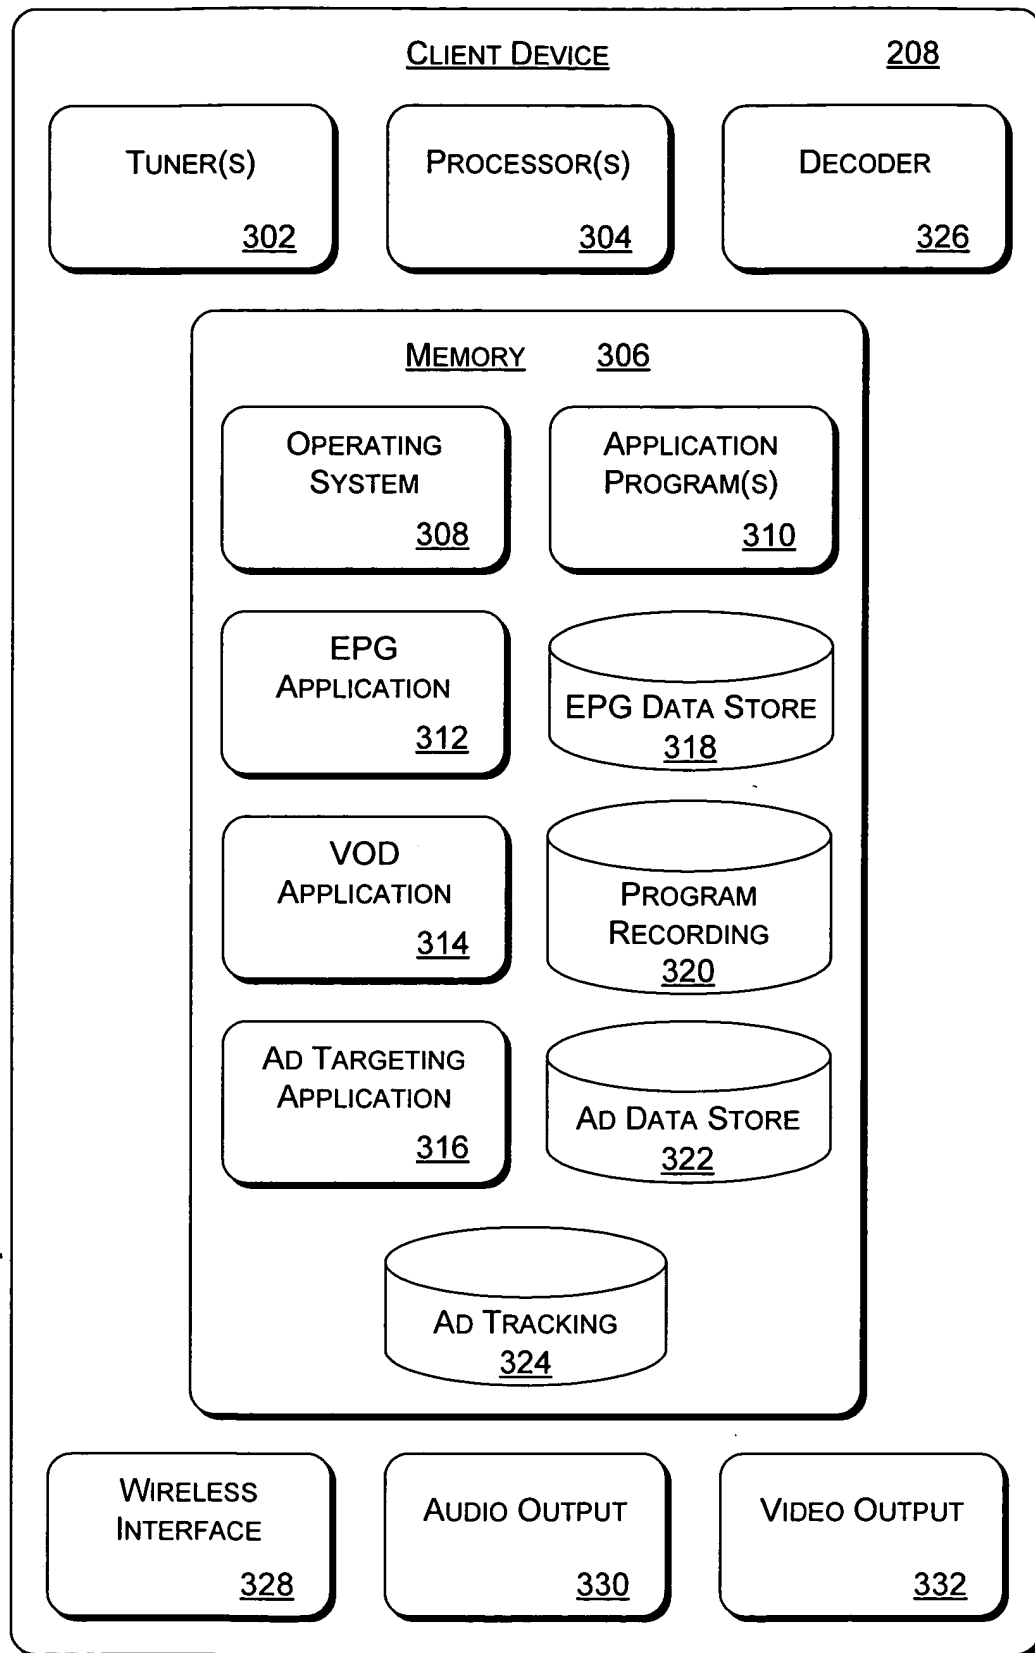 CLIENT DEVICE 208
TUNER(S)
302
PROCESSOR(S)
304
DECODER
326
MEMORY 306
OPERATING
SYSTEM
308
APPLICATION
PROGRAM(S)
310
EPG
APPLICATION
312
EPG DATA STORE
318
VOD
APPLICATION
314
PROGRAM
RECORDING
320
AD TARGETING
APPLICATION
316
AD DATA STORE
322
AD TRACKING
324
WIRELESS
INTERFACE
328
AUDIO OUTPUT
330
VIDEO OUTPUT
332